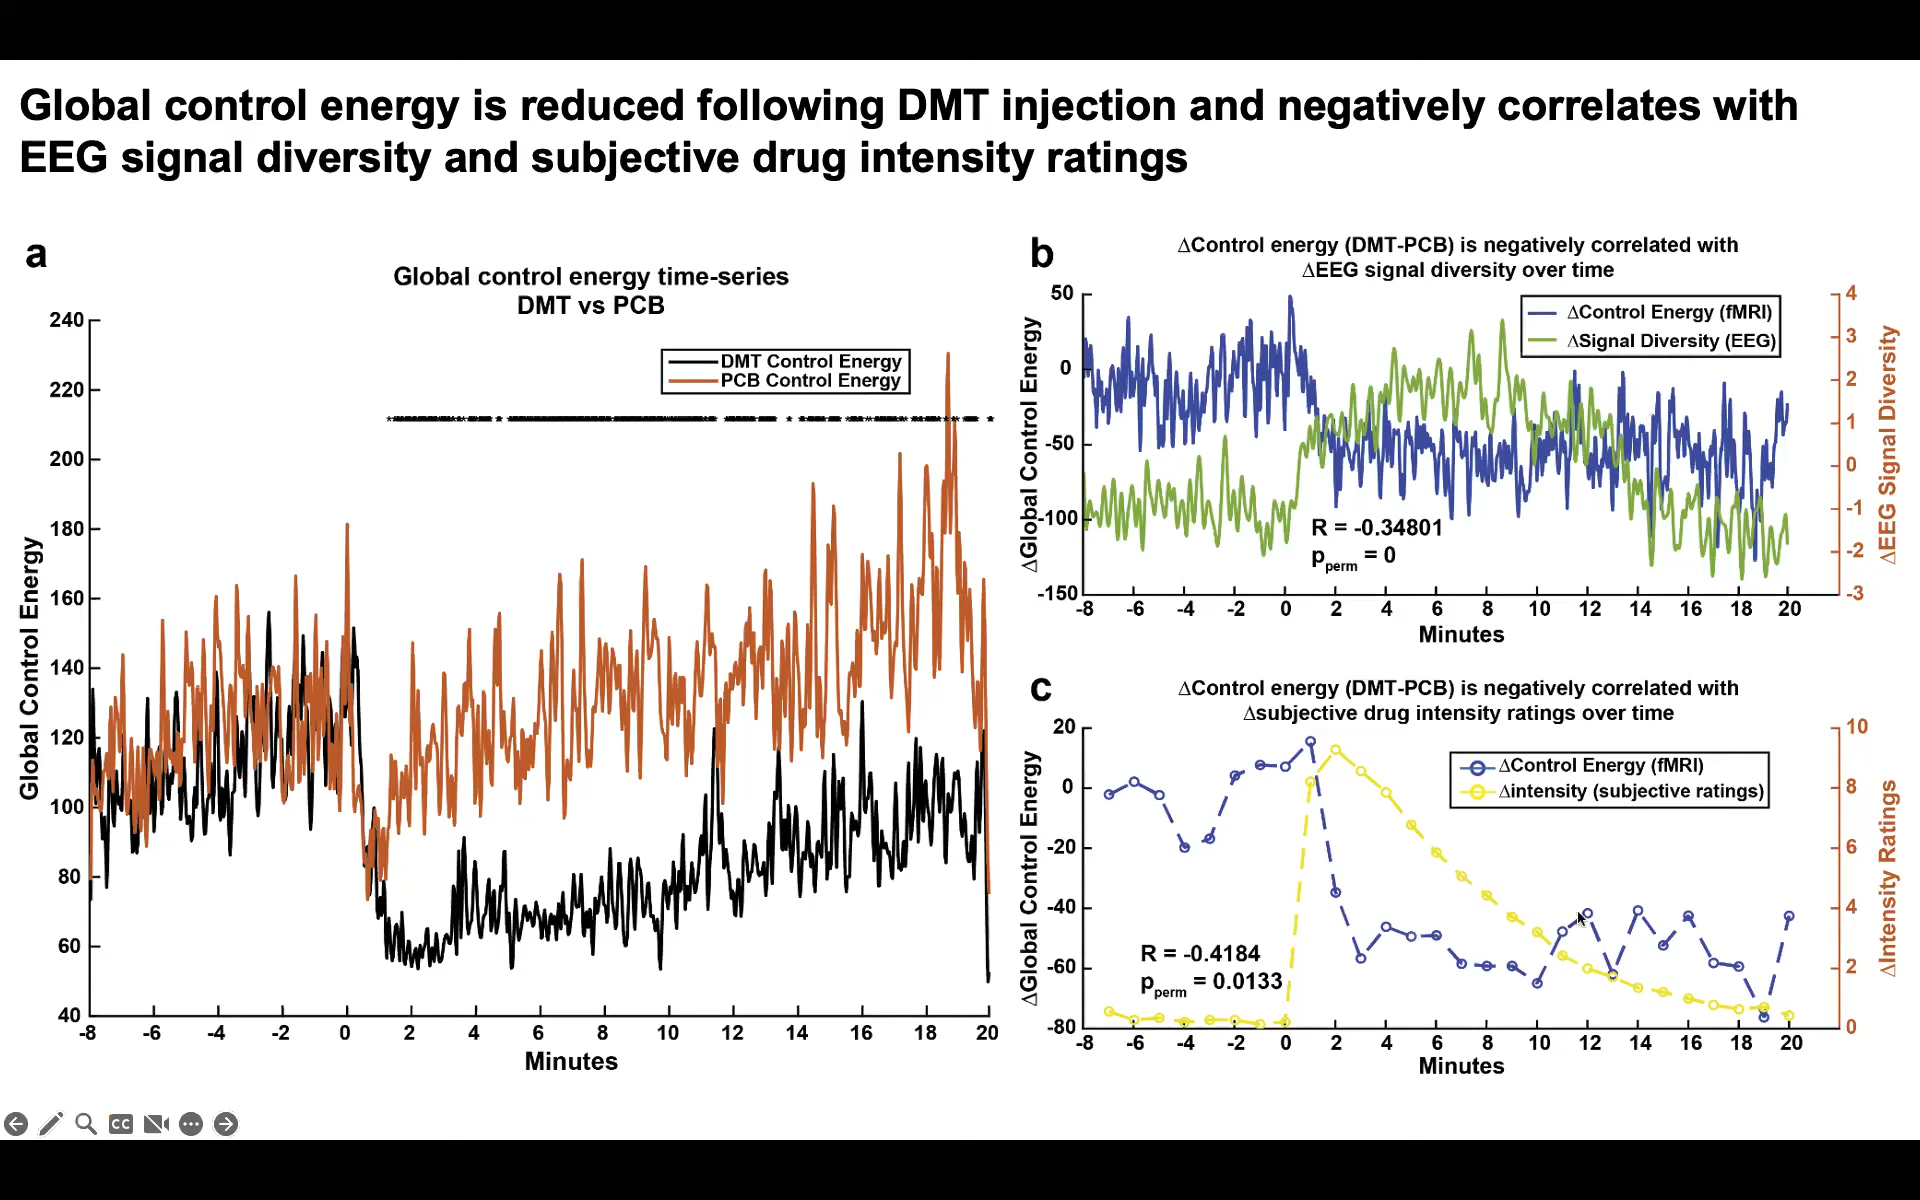 Global control energy is reduced following DMT injection and negatively correlates with
EEG signal diversity and subjective drug intensity ratings
a
Global control energy time-series
DMT vs PCB
DMT Control Energy
PCB Control Energy
Global Control Energy
240
220
200
180
160
140
120
100
80
60
40
-8 -6 -4 -2 0 2 4 6 8 10 12 14 16 18 20
Minutes
b
ΔControl energy (DMT-PCB) is negatively correlated with
ΔEEG signal diversity over time
ΔControl Energy (fMRI)
ΔSignal Diversity (EEG)
ΔGlobal Control Energy
50
0
-50
-100
-150
R = -0.34801
pperm = 0
ΔEEG Signal Diversity
4
3
2
1
0
-1
-2
-3
-8 -6 -4 -2 0 2 4 6 8 10 12 14 16 18 20
Minutes
c
ΔControl energy (DMT-PCB) is negatively correlated with
Δsubjective drug intensity ratings over time
ΔControl Energy (fMRI)
Δintensity (subjective ratings)
ΔGlobal Control Energy
20
0
-20
-40
-60
-80
R = -0.4184
pperm = 0.0133
ΔIntensity Ratings
10
8
6
4
2
0
-8 -6 -4 -2 0 2 4 6 8 10 12 14 16 18 20
Minutes
CC